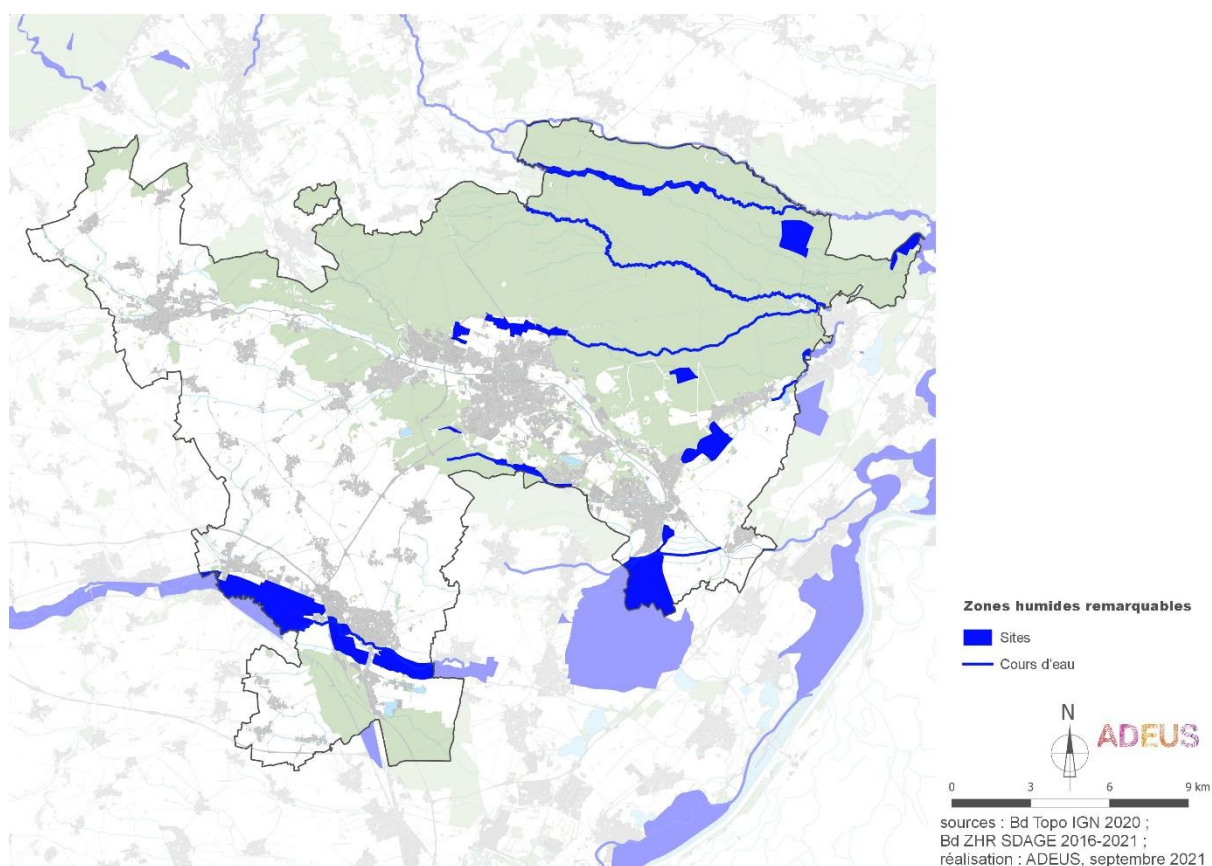 Zones humides remarquables
Sites
Cours d'eau
N
ADEUS
0 3 6 9 km
sources : Bd Topo IGN 2020 ;
Bd ZHR SDAGE 2016-2021 ;
réalisation : ADEUS, septembre 2021